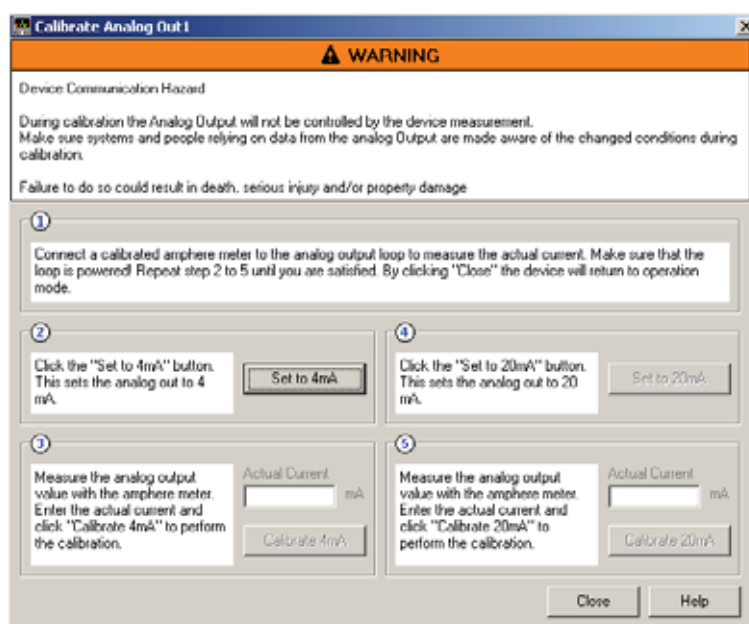 Calibrate Analog Out1
WARNING
Device Communication Hazard
During calibration the Analog Output will not be controlled by the device measurement.
Make sure systems and people relying on data from the analog Output are made aware of the changed conditions during
calibration.
Failure to do so could result in death, serious injury and/or property damage
1
Connect a calibrated amphere meter to the analog output loop to measure the actual current. Make sure that the
loop is powered! Repeat step 2 to 5 until you are satisfied. By clicking "Close" the device will return to operation
mode.
2
Click the "Set to 4mA" button.
This sets the analog out to 4
mA.
Set to 4mA
4
Click the "Set to 20mA" button.
This sets the analog out to 20
mA.
Set to 20mA
3
Measure the analog output
value with the amphere meter.
Enter the actual current and
click "Calibrate 4mA" to perform
the calibration.
Actual Current
mA
Calibrate 4mA
5
Measure the analog output
value with the amphere meter.
Enter the actual current and
click "Calibrate 20mA" to
perform the calibration.
Actual Current
mA
Calibrate 20mA
Close
Help